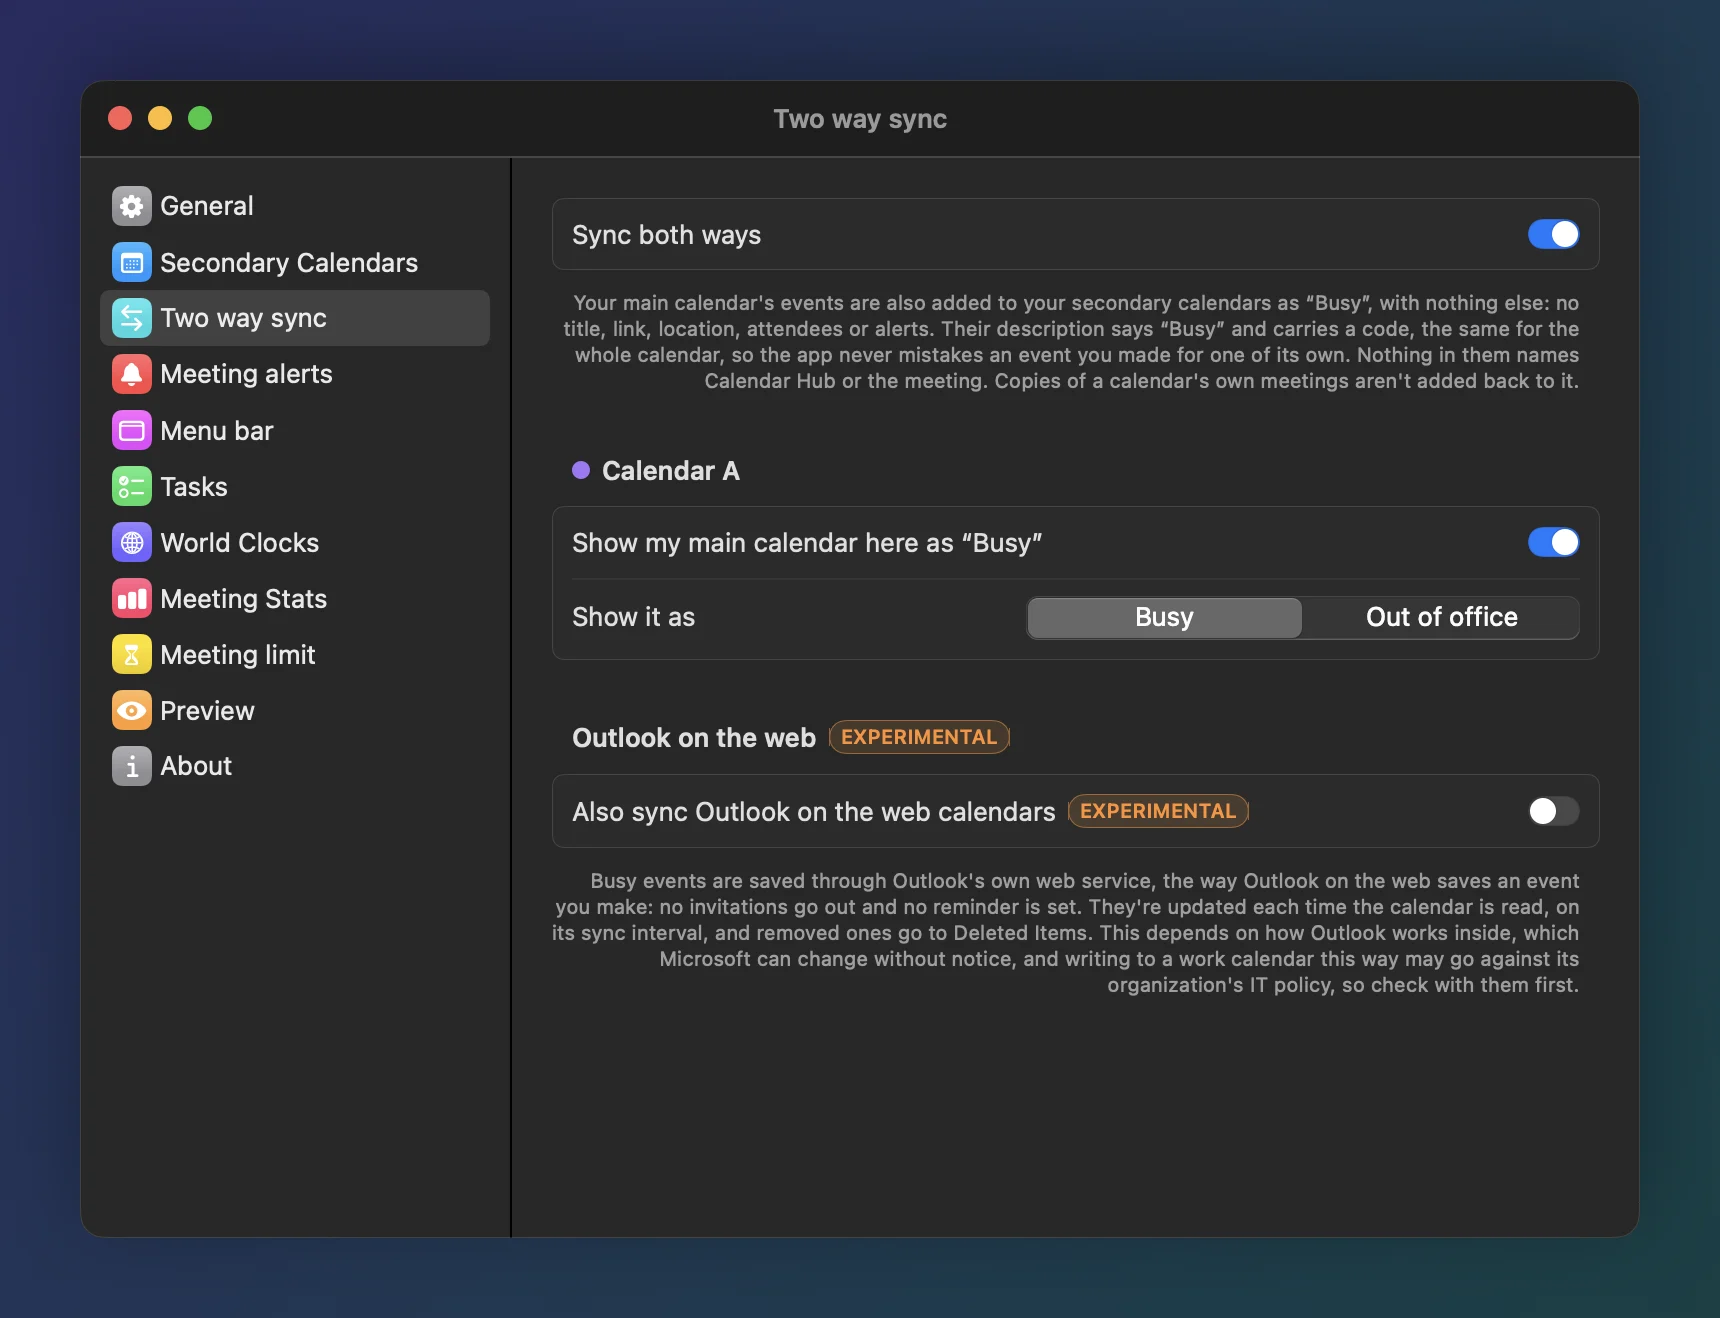 Two way sync
General
Secondary Calendars
Two way sync
Meeting alerts
Menu bar
Tasks
World Clocks
Meeting Stats
Meeting limit
Preview
About
Sync both ways
Your main calendar's events are also added to your secondary calendars as “Busy”, with nothing else: no
title, link, location, attendees or alerts. Their description says “Busy” and carries a code, the same for the
whole calendar, so the app never mistakes an event you made for one of its own. Nothing in them names
Calendar Hub or the meeting. Copies of a calendar's own meetings aren't added back to it.
Calendar A
Show my main calendar here as “Busy”
Show it as
Busy
Out of office
Outlook on the web EXPERIMENTAL
Also sync Outlook on the web calendars EXPERIMENTAL
Busy events are saved through Outlook's own web service, the way Outlook on the web saves an event
you make: no invitations go out and no reminder is set. They're updated each time the calendar is read, on
its sync interval, and removed ones go to Deleted Items. This depends on how Outlook works inside, which
Microsoft can change without notice, and writing to a work calendar this way may go against its
organization's IT policy, so check with them first.